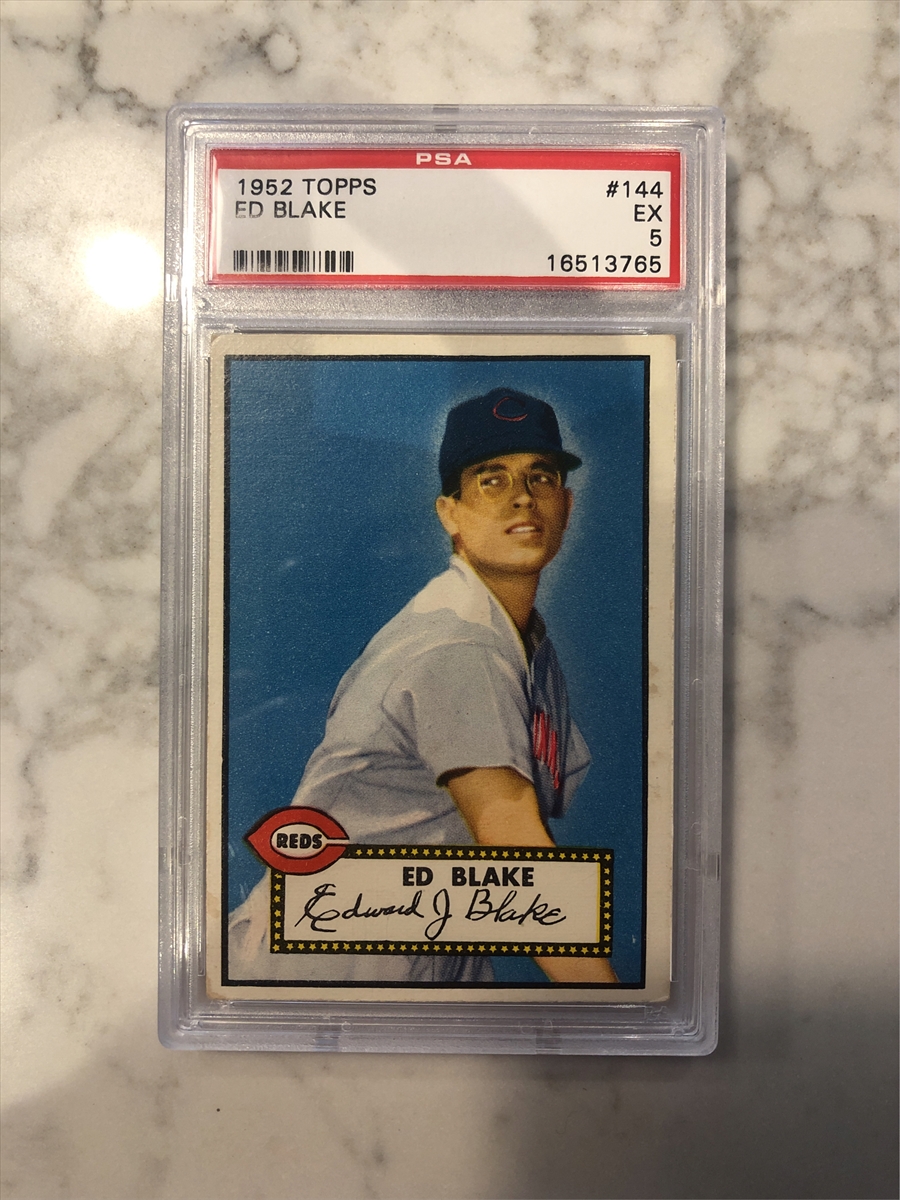 PSA
1952 TOPPS #144
ED BLAKE EX
5
16513765
C
REDS
ED BLAKE
Edward J Blake